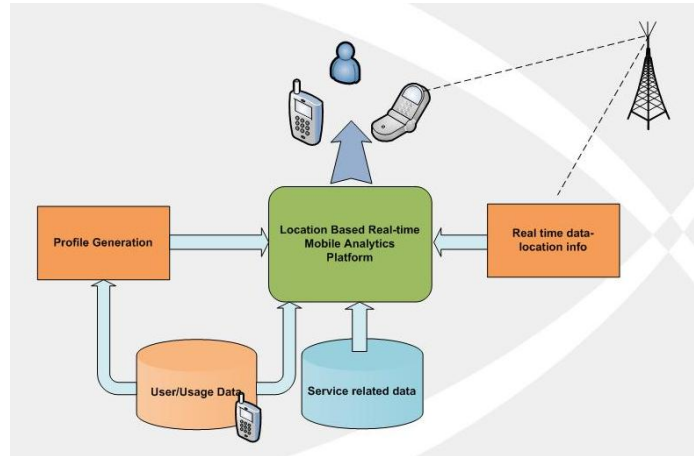 Profile Generation
Location Based Real-time
Mobile Analytics
Platform
Real time data-
location info
User/Usage Data
Service related data